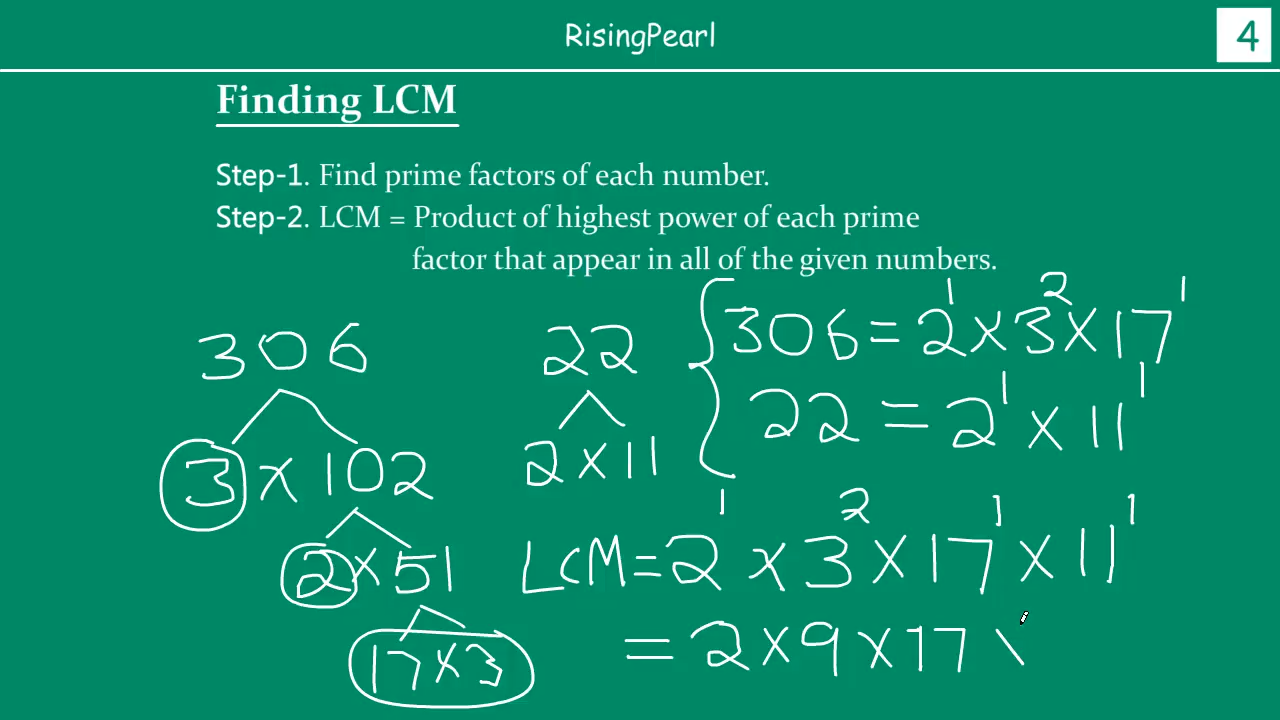 RisingPearl
4
Finding LCM
Step-1. Find prime factors of each number.
Step-2. LCM = Product of highest power of each prime
factor that appear in all of the given numbers.
306
3 × 102
2 × 51
17 × 3
22
2 × 11
306 = 2¹ × 3² × 17¹
22 = 2¹ × 11¹
LCM = 2¹ × 3² × 17¹ × 11¹
= 2 × 9 × 17 \